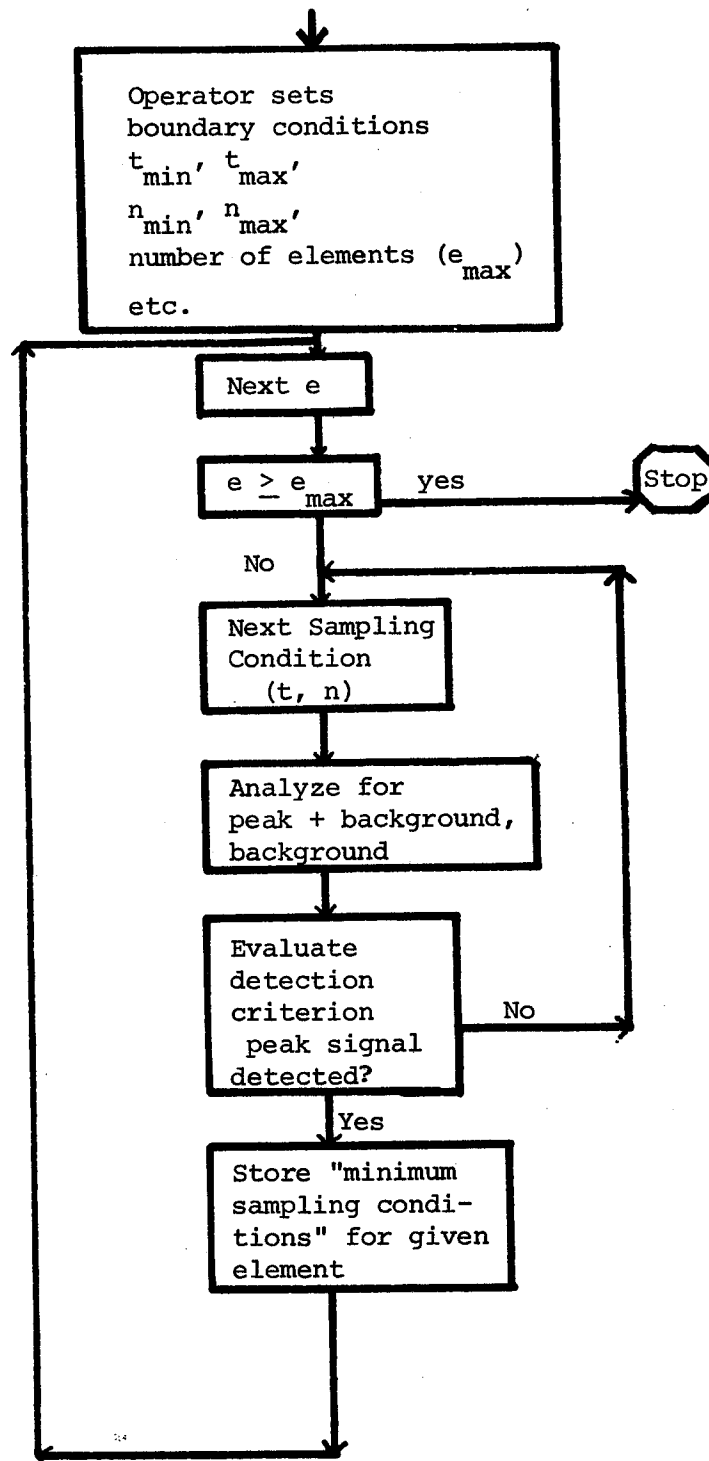 Operator sets
boundary conditions
t_min, t_max,
n_min, n_max,
number of elements (e_max)
etc.
Next e
e ≥ e_max
yes
Stop
No
Next Sampling
Condition
(t, n)
Analyze for
peak + background,
background
Evaluate
detection
criterion
peak signal
detected?
No
Yes
Store "minimum
sampling condi-
tions" for given
element